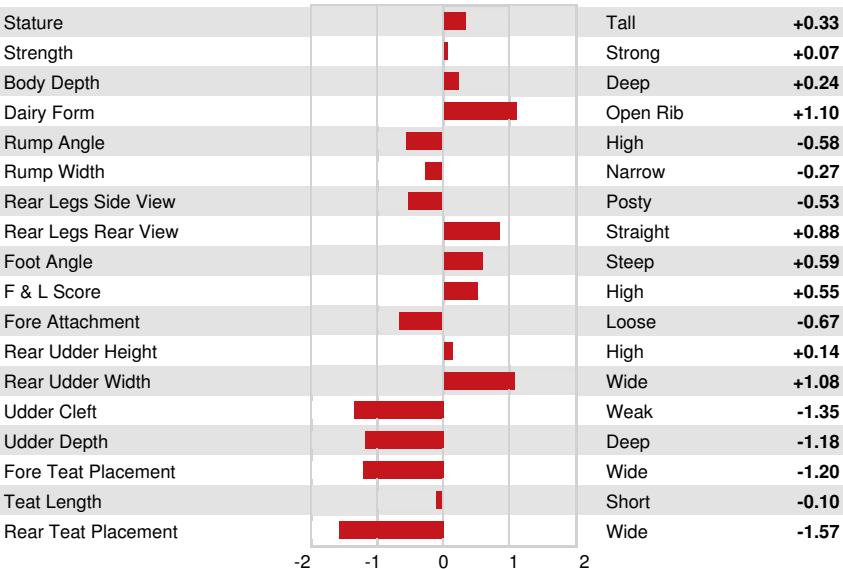 Stature Tall +0.33
Strength Strong +0.07
Body Depth Deep +0.24
Dairy Form Open Rib +1.10
Rump Angle High -0.58
Rump Width Narrow -0.27
Rear Legs Side View Posty -0.53
Rear Legs Rear View Straight +0.88
Foot Angle Steep +0.59
F & L Score High +0.55
Fore Attachment Loose -0.67
Rear Udder Height High +0.14
Rear Udder Width Wide +1.08
Udder Cleft Weak -1.35
Udder Depth Deep -1.18
Fore Teat Placement Wide -1.20
Teat Length Short -0.10
Rear Teat Placement Wide -1.57
-2 -1 0 1 2